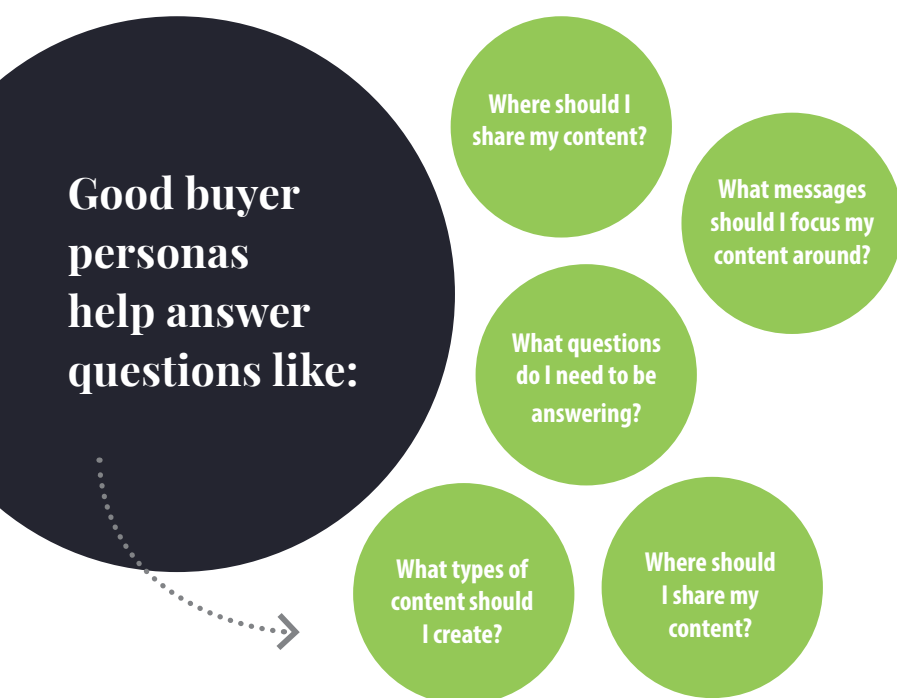 Good buyer
personas
help answer
questions like:
Where should I
share my content?
What messages
should I focus my
content around?
What questions
do I need to be
answering?
What types of
content should
I create?
Where should
I share my
content?